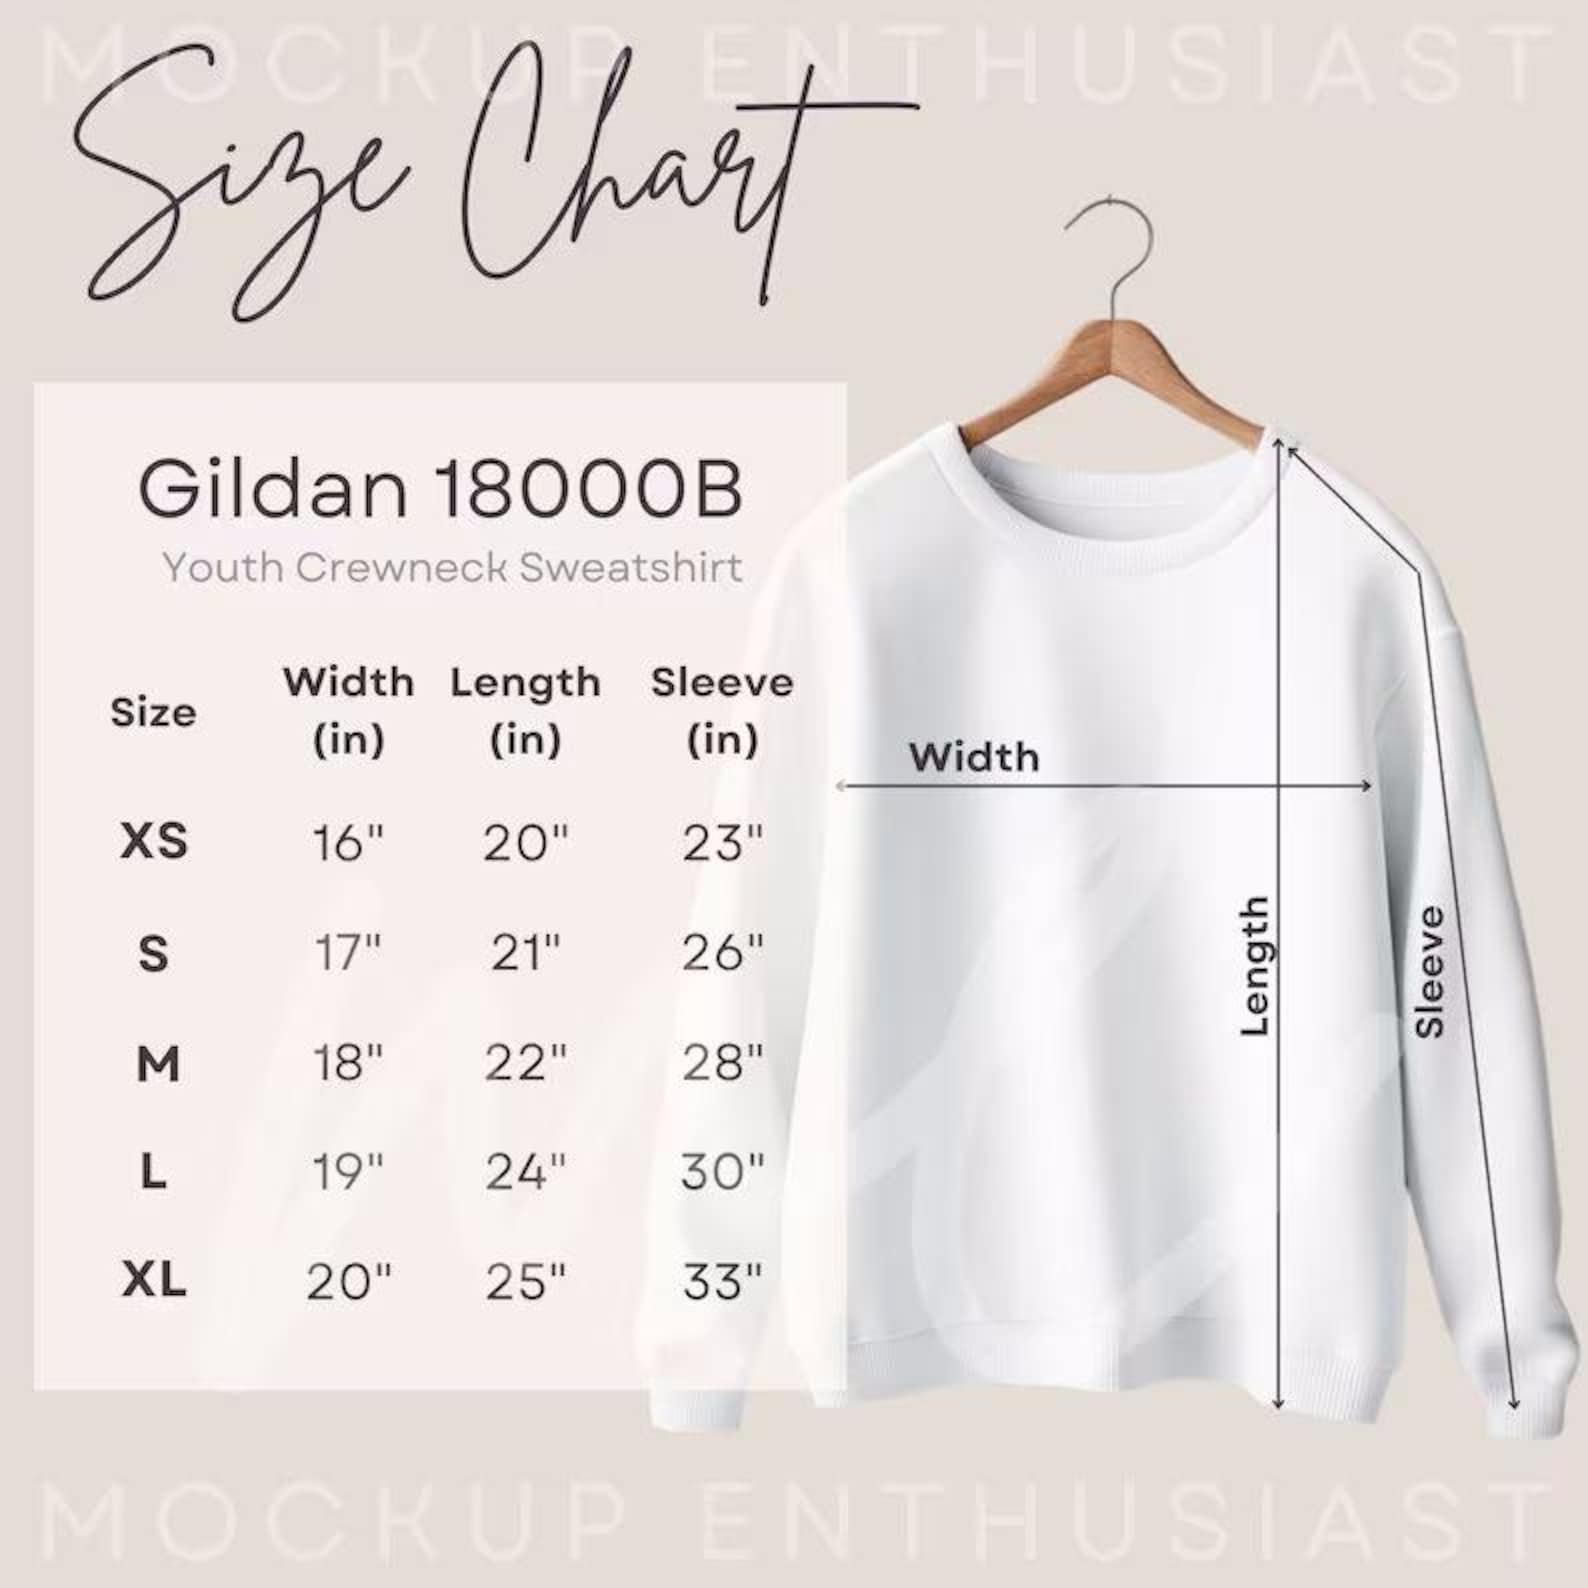 MOCKUP ENTHUSIAST
Size Chart
Gildan 18000B
Youth Crewneck Sweatshirt
Size Width (in) Length (in) Sleeve (in)
XS 16" 20" 23"
S 17" 21" 26"
M 18" 22" 28"
L 19" 24" 30"
XL 20" 25" 33"
Width
Length
Sleeve
MOCKUP ENTHUSIAST